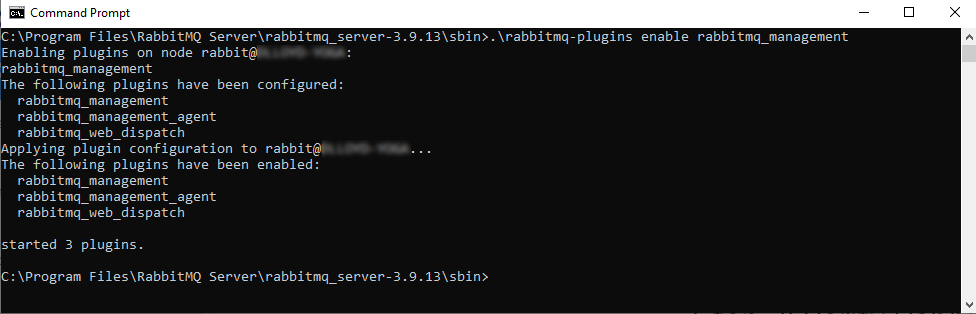 Command Prompt
C:\Program Files\RabbitMQ Server\rabbitmq_server-3.9.13\sbin>.\rabbitmq-plugins enable rabbitmq_management
Enabling plugins on node rabbit@:
rabbitmq_management
The following plugins have been configured:
  rabbitmq_management
  rabbitmq_management_agent
  rabbitmq_web_dispatch
Applying plugin configuration to rabbit@...
The following plugins have been enabled:
  rabbitmq_management
  rabbitmq_management_agent
  rabbitmq_web_dispatch
started 3 plugins.
C:\Program Files\RabbitMQ Server\rabbitmq_server-3.9.13\sbin>